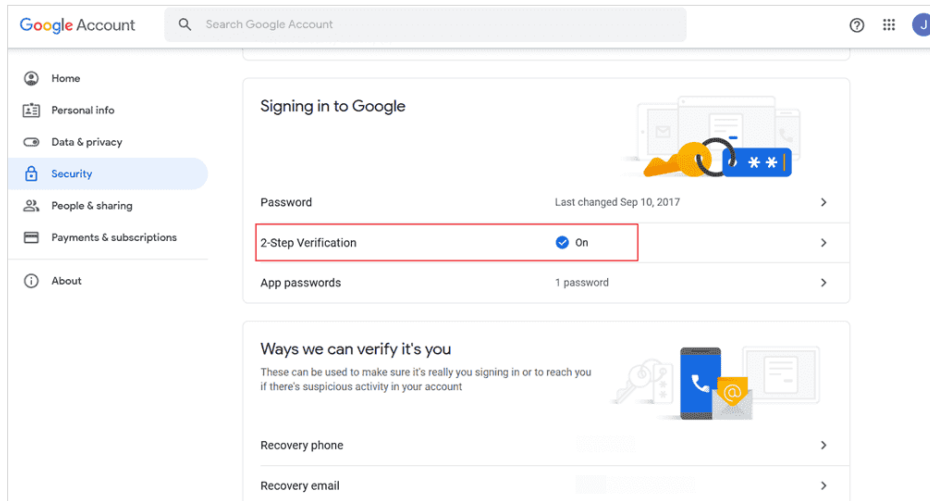 Google Account
Search Google Account
J
Home
Personal info
Data & privacy
Security
People & sharing
Payments & subscriptions
About
Signing in to Google
**
Password
Last changed Sep 10, 2017
2-Step Verification
On
App passwords
1 password
Ways we can verify it's you
These can be used to make sure it's really you signing in or to reach you
if there's suspicious activity in your account
@
Recovery phone
Recovery email